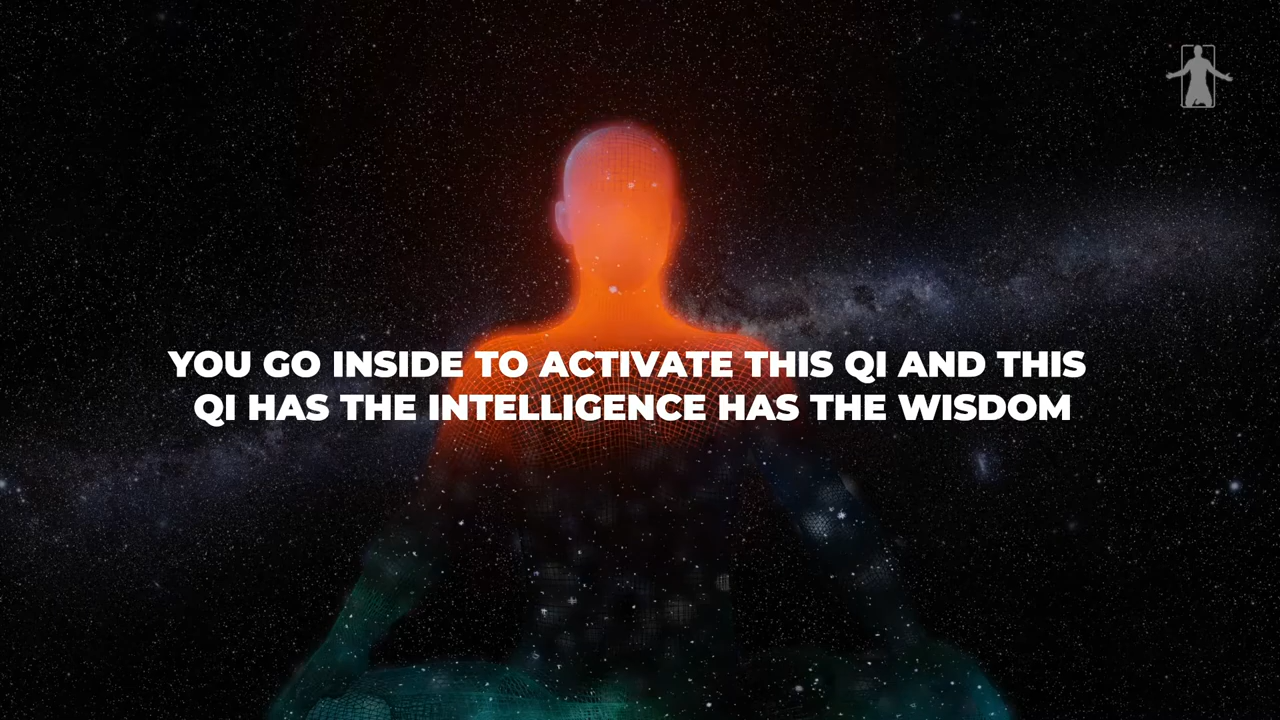 YOU GO INSIDE TO ACTIVATE THIS QI AND THIS
QI HAS THE INTELLIGENCE HAS THE WISDOM